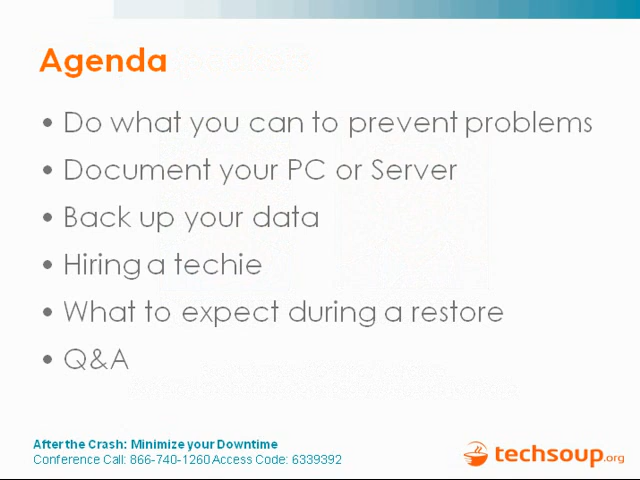 Agenda
• Do what you can to prevent problems
• Document your PC or Server
• Back up your data
• Hiring a techie
• What to expect during a restore
• Q&A
After the Crash: Minimize your Downtime
Conference Call: 866-740-1260 Access Code: 6339392
techsoup.org